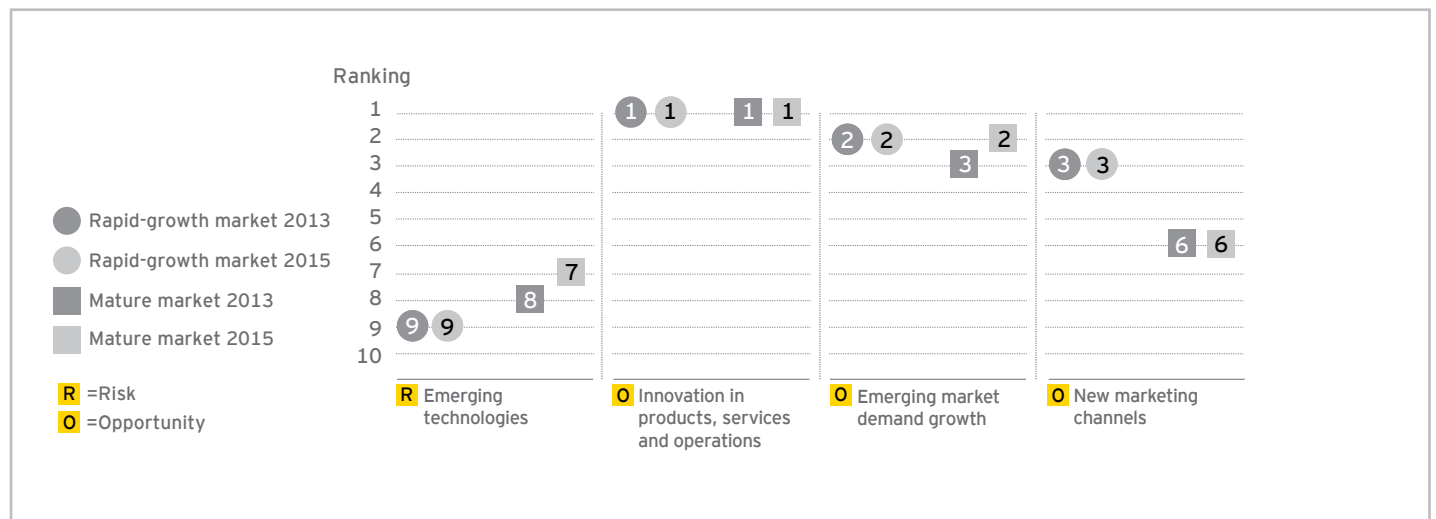 Ranking
1
2
3
4
5
6
7
8
9
10
Rapid-growth market 2013
Rapid-growth market 2015
Mature market 2013
Mature market 2015
R =Risk
O =Opportunity
9 9 8 7
1 1 1 1
2 2 3 2
3 3 6 6
R Emerging
technologies
O Innovation in
products, services
and operations
O Emerging market
demand growth
O New marketing
channels